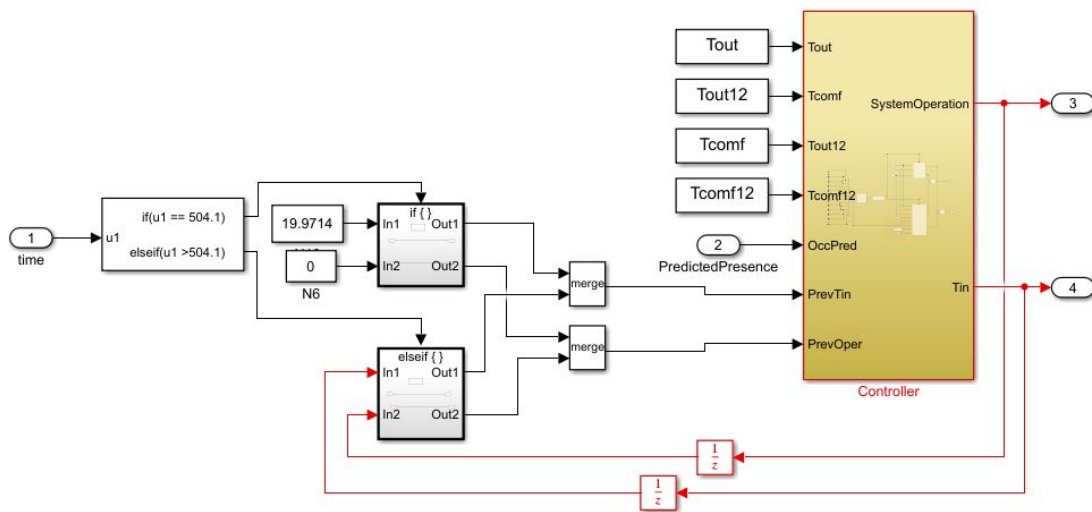 1
time
u1
if(u1 == 504.1)
elseif(u1 >504.1)
19.9714
0
N6
if { }
In1
Out1
In2
Out2
elseif { }
In1
Out1
In2
Out2
merge
merge
Tout
Tout12
Tcomf
Tcomf12
2
PredictedPresence
Tout
Tcomf
Tout12
Tcomf12
OccPred
PrevTin
PrevOper
SystemOperation
Tin
Controller
3
4
1
z
1
z